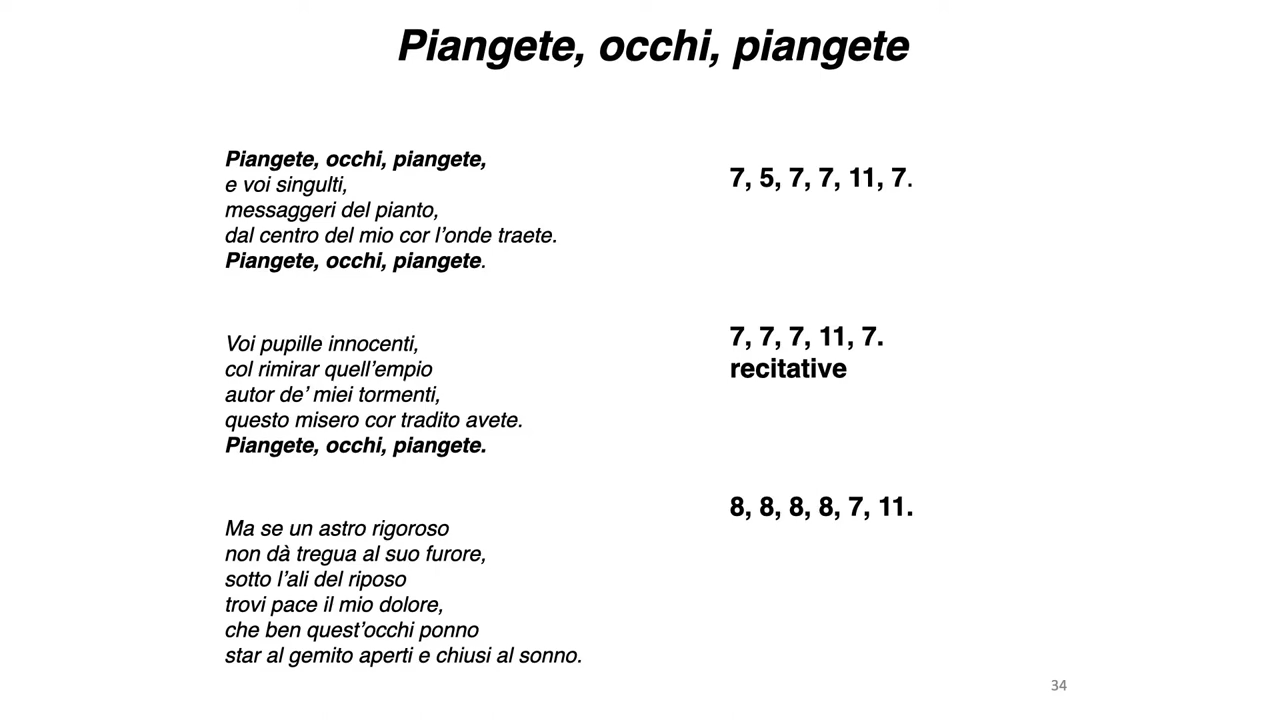 Piangete, occhi, piangete
Piangete, occhi, piangete,
e voi singulti,
messaggeri del pianto,
dal centro del mio cor l’onde traete.
Piangete, occhi, piangete.
7, 5, 7, 7, 11, 7.
Voi pupille innocenti,
col rimirar quell’empio
autor de’ miei tormenti,
questo misero cor tradito avete.
Piangete, occhi, piangete.
7, 7, 7, 11, 7.
recitative
Ma se un astro rigoroso
non dà tregua al suo furore,
sotto l’ali del riposo
trovi pace il mio dolore,
che ben quest’occhi ponno
star al gemito aperti e chiusi al sonno.
8, 8, 8, 8, 7, 11.
34